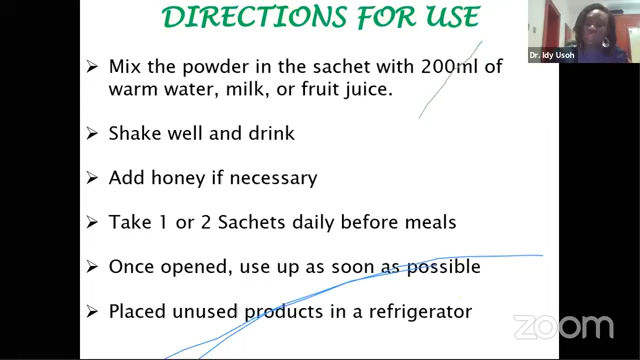 DIRECTIONS FOR USE
Dr. Idy Usoh
➤ Mix the powder in the sachet with 200ml of
warm water, milk, or fruit juice.
➤ Shake well and drink
➤ Add honey if necessary
➤ Take 1 or 2 Sachets daily before meals
➤ Once opened, use up as soon as possible
➤ Placed unused products in a refrigerator
zoom